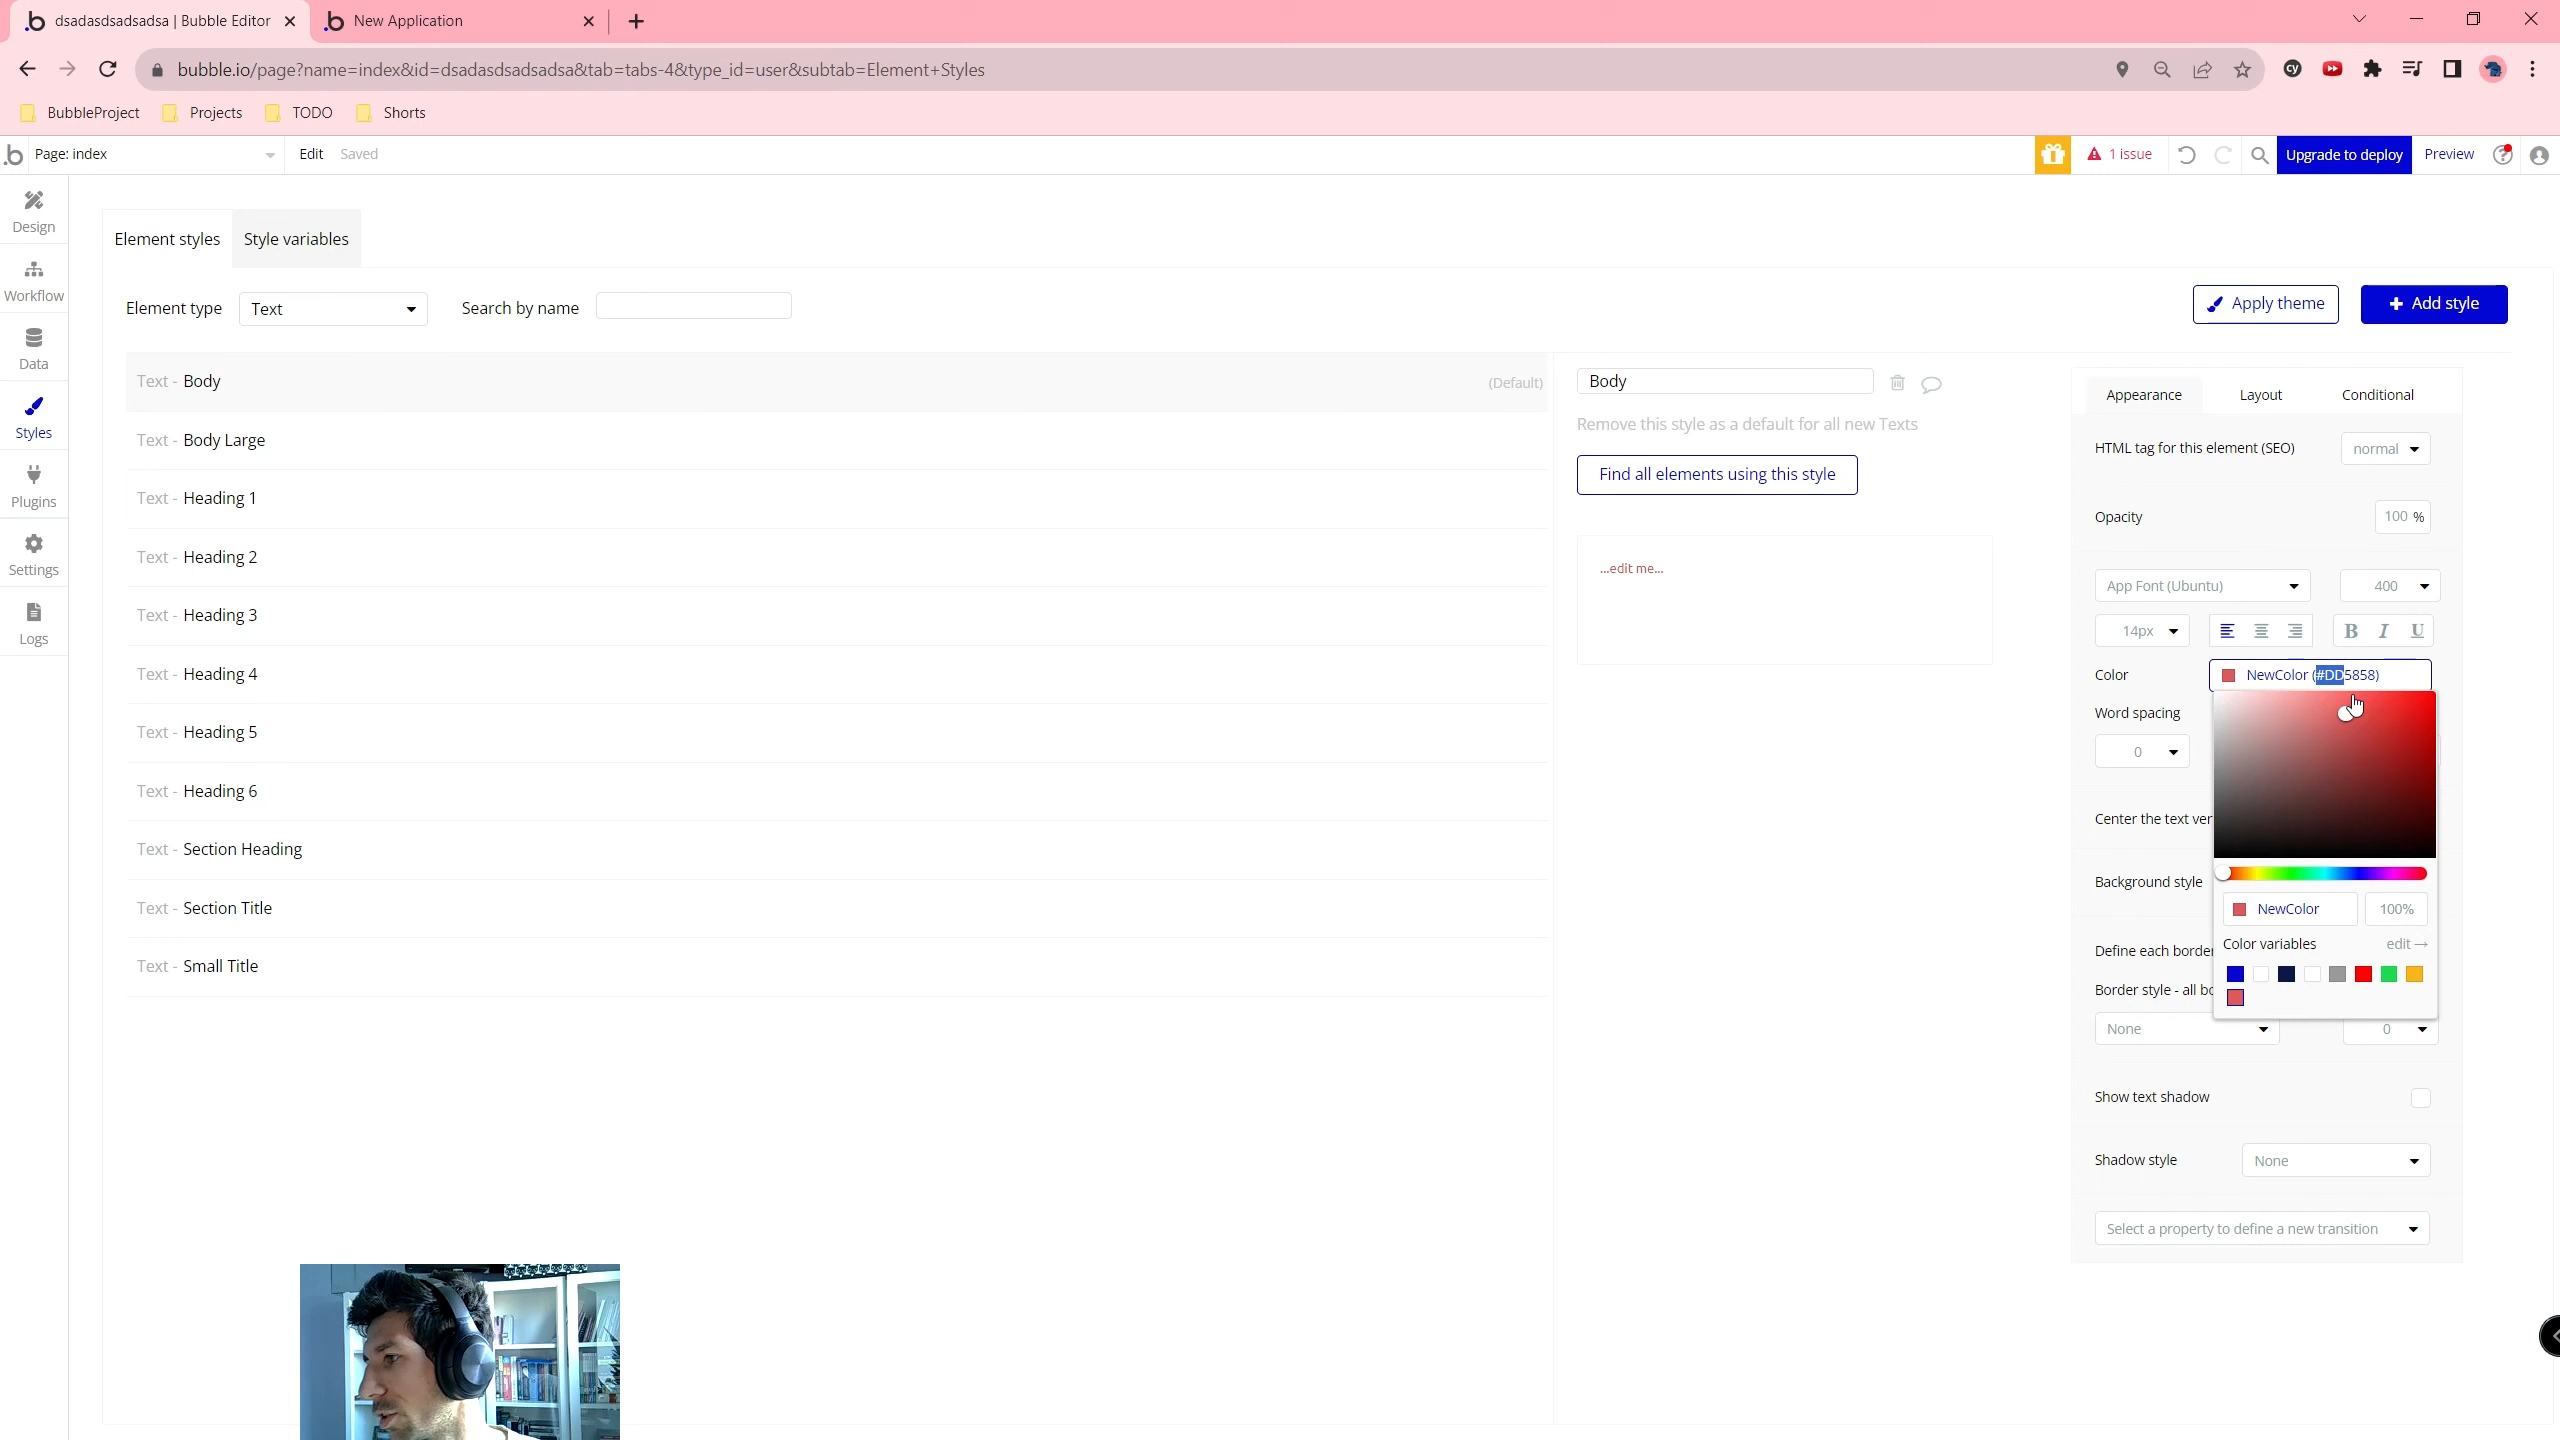 dsadasdsadsadsa | Bubble Editor
New Application
bubble.io/page?name=index&id=dsadasdsadsadsa&tab=tabs-4&type_id=user&subtab=Element+Styles
BubbleProject
Projects
TODO
Shorts
Page: index
Edit
Saved
1 issue
Upgrade to deploy
Preview
Design
Workflow
Data
Styles
Plugins
Settings
Logs
Element styles
Style variables
Element type
Text
Search by name
Apply theme
+ Add style
Text - Body
(Default)
Text - Body Large
Text - Heading 1
Text - Heading 2
Text - Heading 3
Text - Heading 4
Text - Heading 5
Text - Heading 6
Text - Section Heading
Text - Section Title
Text - Small Title
Body
Remove this style as a default for all new Texts
Find all elements using this style
...edit me...
Appearance
Layout
Conditional
HTML tag for this element (SEO)
normal
Opacity
100 %
App Font (Ubuntu)
400
14px
B I U
Color
NewColor (#DD5858)
Word spacing
0
Center the text ver
Background style
NewColor
100%
Color variables
edit →
Define each border
Border style - all bo
None
0
Show text shadow
Shadow style
None
Select a property to define a new transition